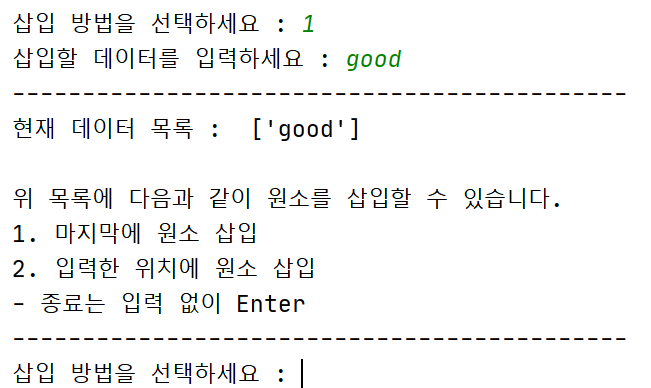 삽입 방법을 선택하세요 : 1
삽입할 데이터를 입력하세요 : good
--------------------------------------------
현재 데이터 목록 :  ['good']
위 목록에 다음과 같이 원소를 삽입할 수 있습니다.
1. 마지막에 원소 삽입
2. 입력한 위치에 원소 삽입
- 종료는 입력 없이 Enter
--------------------------------------------
삽입 방법을 선택하세요 :